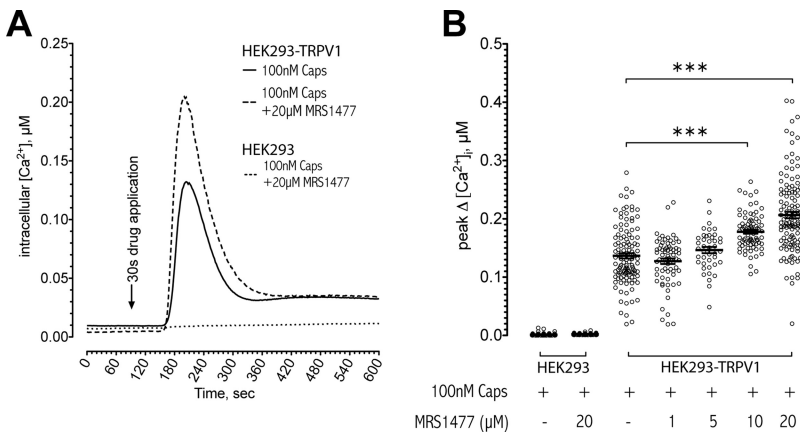 A
0.25
0.20
0.15
0.10
0.05
0.00
intracellular [Ca2+], µM
HEK293-TRPV1
100nM Caps
100nM Caps
+20µM MRS1477
HEK293
100nM Caps
+20µM MRS1477
30s drug application
0 60 120 180 240 300 360 420 480 540 600
Time, sec
B
0.5
0.4
0.3
0.2
0.1
0.0
peak Δ [Ca2+]i, µM
***
***
HEK293 HEK293-TRPV1
100nM Caps + + + + + + +
MRS1477 (µM) - 20 - 1 5 10 20